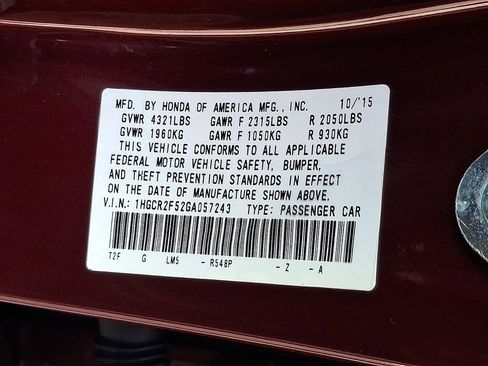 MFD. BY HONDA OF AMERICA MFG., INC. 10/'15
GVWR 4321LBS GAWR F 2315LBS R 2050LBS
GVWR 1960KG GAWR F 1050KG R 930KG
THIS VEHICLE CONFORMS TO ALL APPLICABLE
FEDERAL MOTOR VEHICLE SAFETY, BUMPER,
AND THEFT PREVENTION STANDARDS IN EFFECT
ON THE DATE OF MANUFACTURE SHOWN ABOVE.
V.I.N.: 1HGCR2F52GA057243 TYPE: PASSENGER CAR
T2F G LM5 - R548P - Z - A